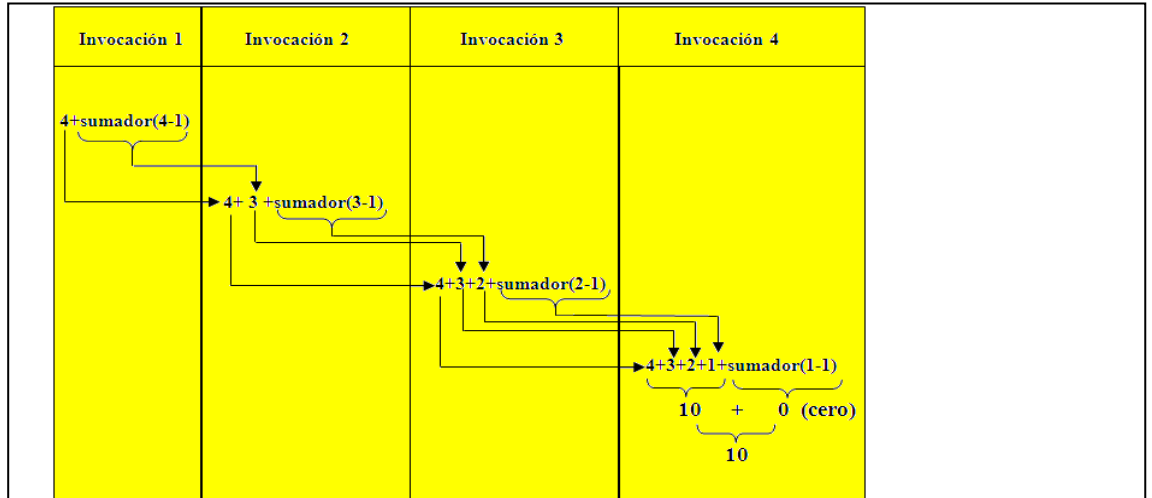 Invocación 1 Invocación 2 Invocación 3 Invocación 4
4+sumador(4-1)
4+ 3 +sumador(3-1)
4+3+2+sumador(2-1)
4+3+2+1+sumador(1-1)
10 + 0 (cero)
10